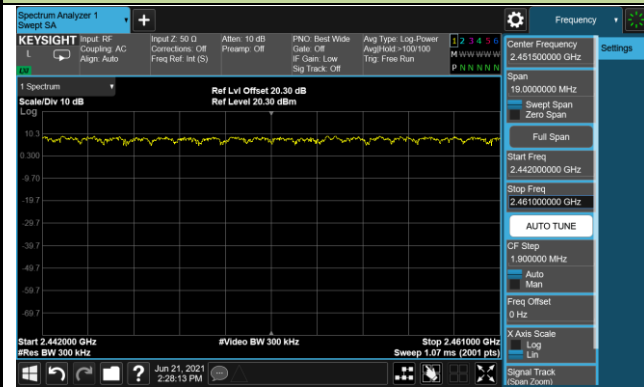 Spectrum Analyzer 1
Swept SA
Frequency
KEYSIGHT
L
Input: RF
Coupling: AC
Align: Auto
Input Z: 50 Ω
Corrections: Off
Freq Ref: Int (S)
Atten: 10 dB
Preamp: Off
PNO: Best Wide
Gate: Off
IF Gain: Low
Sig Track: Off
Avg Type: Log-Power
Avg|Hold:>100/100
Trig: Free Run
1 2 3 4 5 6
M W W W W W
P N N N N N
Center Frequency
2.451500000 GHz
Settings
Span
19.0000000 MHz
Swept Span
Zero Span
Full Span
Start Freq
2.442000000 GHz
Stop Freq
2.461000000 GHz
AUTO TUNE
CF Step
1.900000 MHz
Auto
Man
Freq Offset
0 Hz
X Axis Scale
Log
Lin
Signal Track
(Span Zoom)
1 Spectrum
Scale/Div 10 dB
Log
Ref Lvl Offset 20.30 dB
Ref Level 20.30 dBm
10.3
0.300
-9.70
-19.7
-29.7
-39.7
-49.7
-59.7
-69.7
Start 2.442000 GHz
#Res BW 300 kHz
#Video BW 300 kHz
Stop 2.461000 GHz
Sweep 1.07 ms (2001 pts)
?
Jun 21, 2021
2:28:13 PM